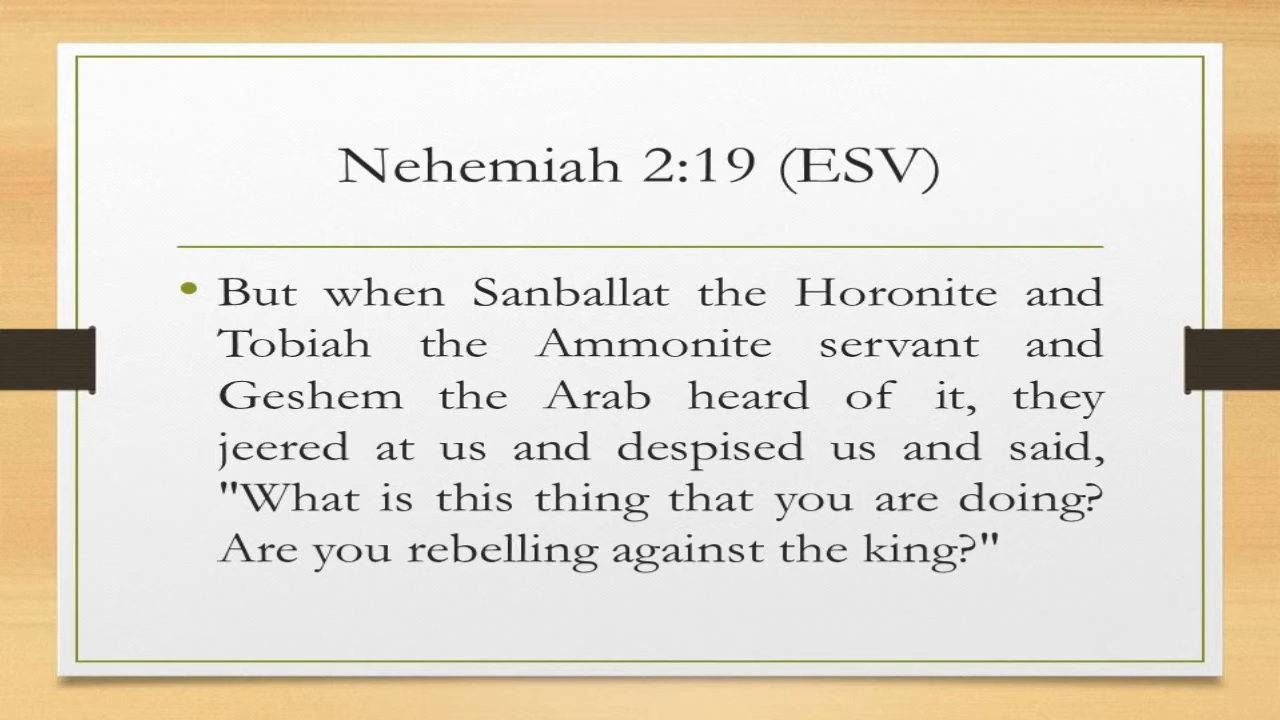 Nehemiah 2:19 (ESV)
• But when Sanballat the Horonite and
Tobiah the Ammonite servant and
Geshem the Arab heard of it, they
jeered at us and despised us and said,
"What is this thing that you are doing?
Are you rebelling against the king?"